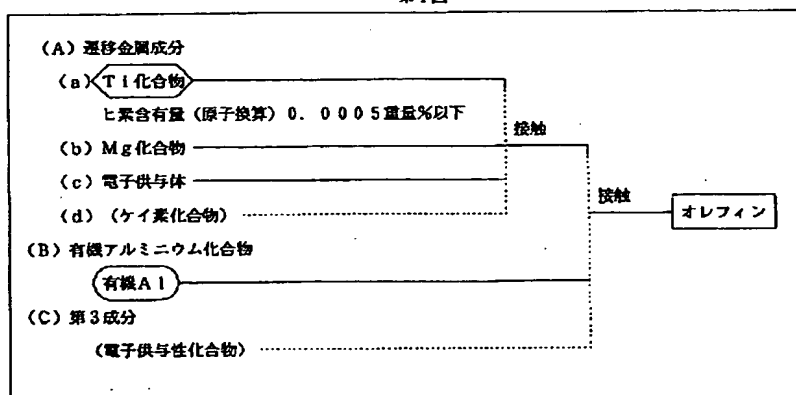 (A) 遷移金属成分
(a) Ti化合物
ヒ素含有量(原子換算)0.0005重量%以下
接触
(b) Mg化合物
(c) 電子供与体
接触
(d) (ケイ素化合物)
オレフィン
(B) 有機アルミニウム化合物
有機Al
(C) 第3成分
(電子供与性化合物)